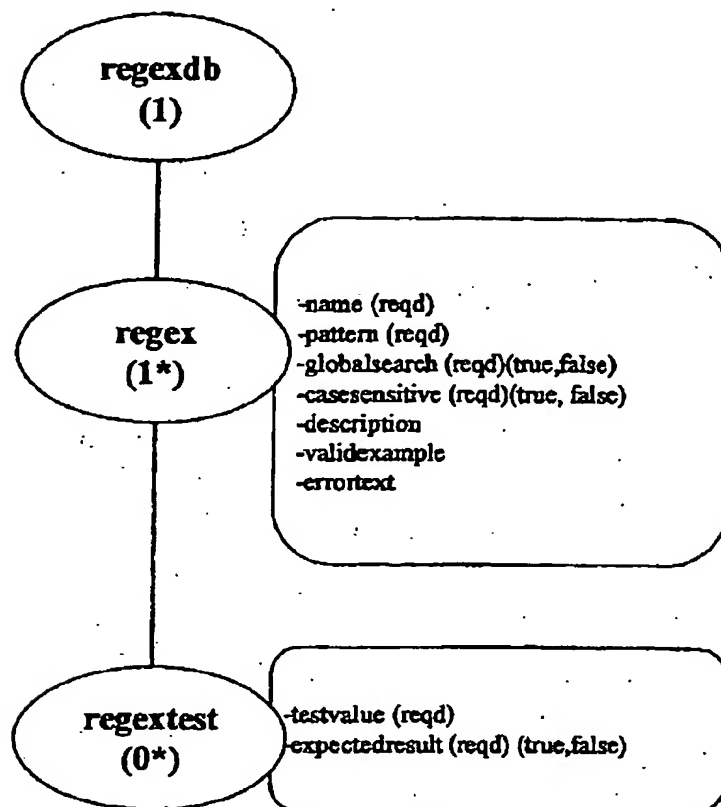 regexdb
(1)
regex
(1*)
-name (reqd)
-pattern (reqd)
-globalsearch (reqd)(true,false)
-casesensitive (reqd)(true, false)
-description
-validexample
-errortext
regextest
(0*)
-testvalue (reqd)
-expectedresult (reqd) (true,false)